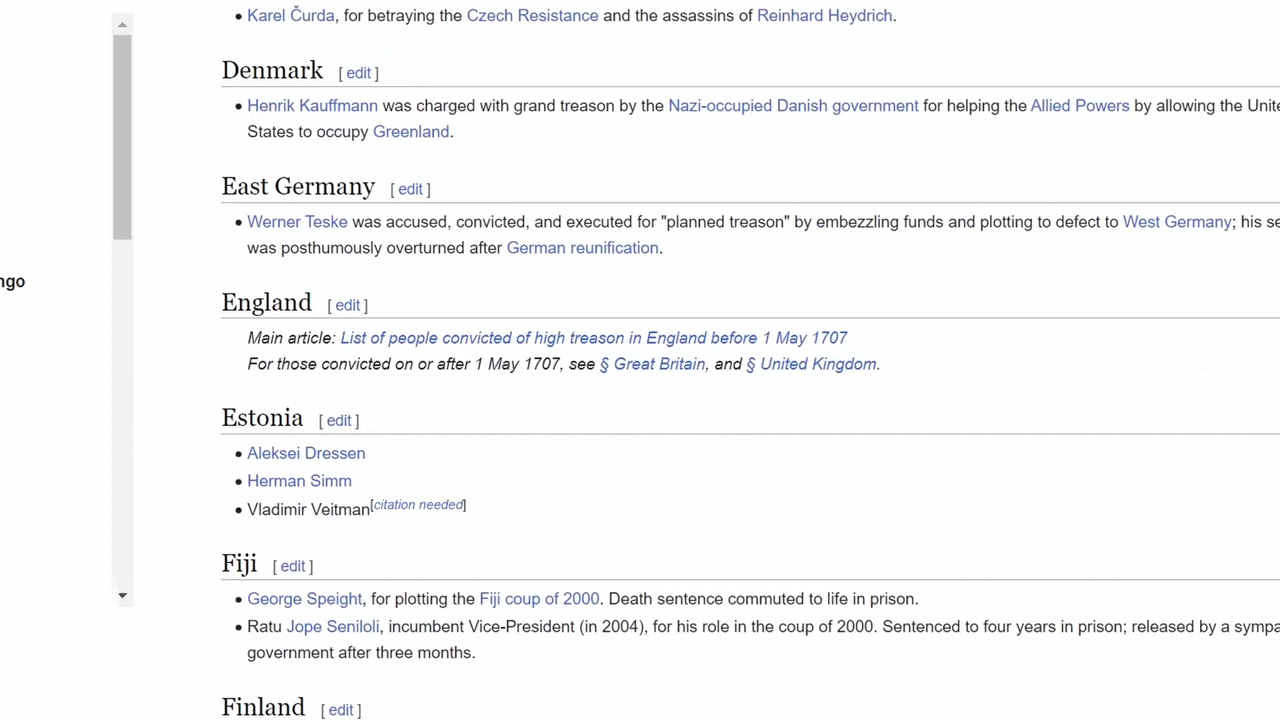 Karel Čurda, for betraying the Czech Resistance and the assassins of Reinhard Heydrich.
Denmark [ edit ]
Henrik Kauffmann was charged with grand treason by the Nazi-occupied Danish government for helping the Allied Powers by allowing the
States to occupy Greenland.
East Germany [ edit ]
Werner Teske was accused, convicted, and executed for "planned treason" by embezzling funds and plotting to defect to West Germany; his
was posthumously overturned after German reunification.
England [ edit ]
Main article: List of people convicted of high treason in England before 1 May 1707
For those convicted on or after 1 May 1707, see § Great Britain, and § United Kingdom.
Estonia [ edit ]
Aleksei Dressen
Herman Simm
Vladimir Veitman[citation needed]
Fiji [ edit ]
George Speight, for plotting the Fiji coup of 2000. Death sentence commuted to life in prison.
Ratu Jope Seniloli, incumbent Vice-President (in 2004), for his role in the coup of 2000. Sentenced to four years in prison; released by a
government after three months.
Finland [ edit ]